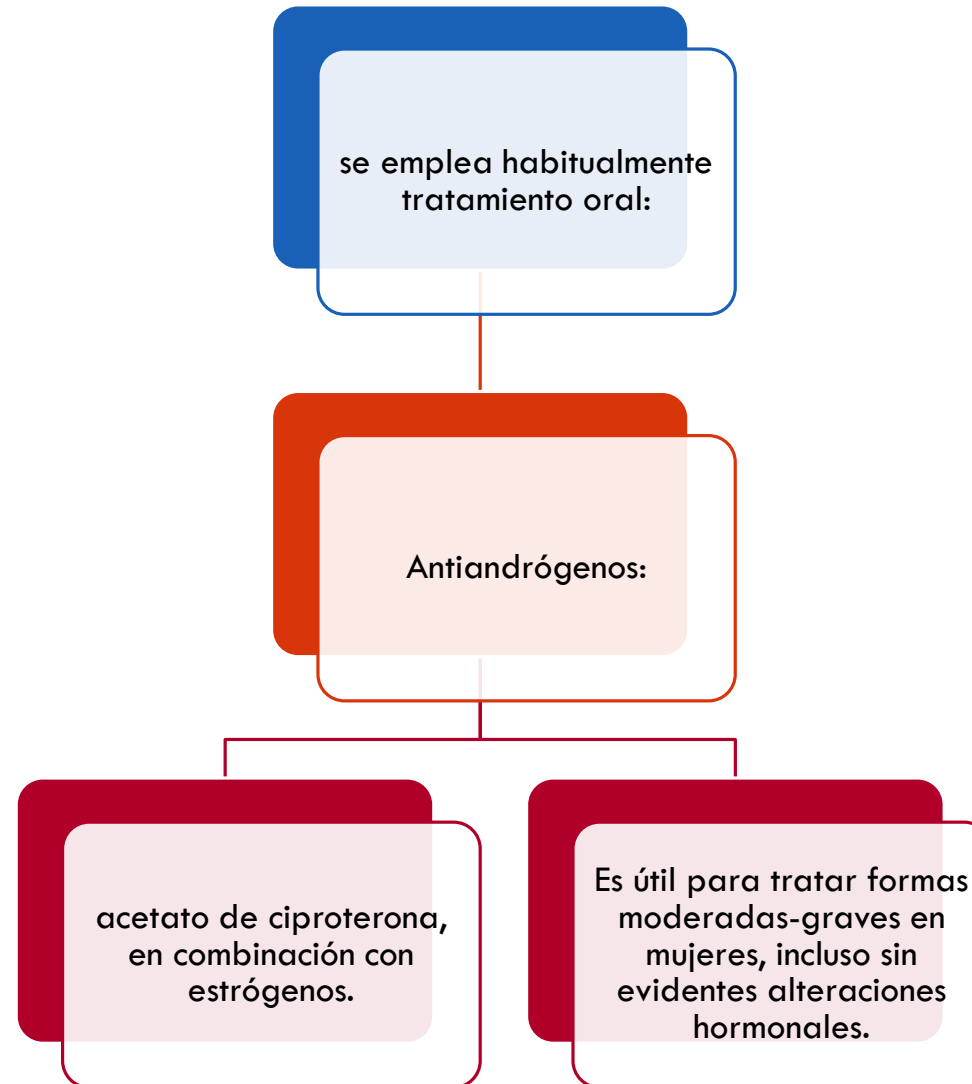 se emplea habitualmente
tratamiento oral:
Antiandrógenos:
acetato de ciproterona,
en combinación con
estrógenos.
Es útil para tratar formas
moderadas-graves en
mujeres, incluso sin
evidentes alteraciones
hormonales.